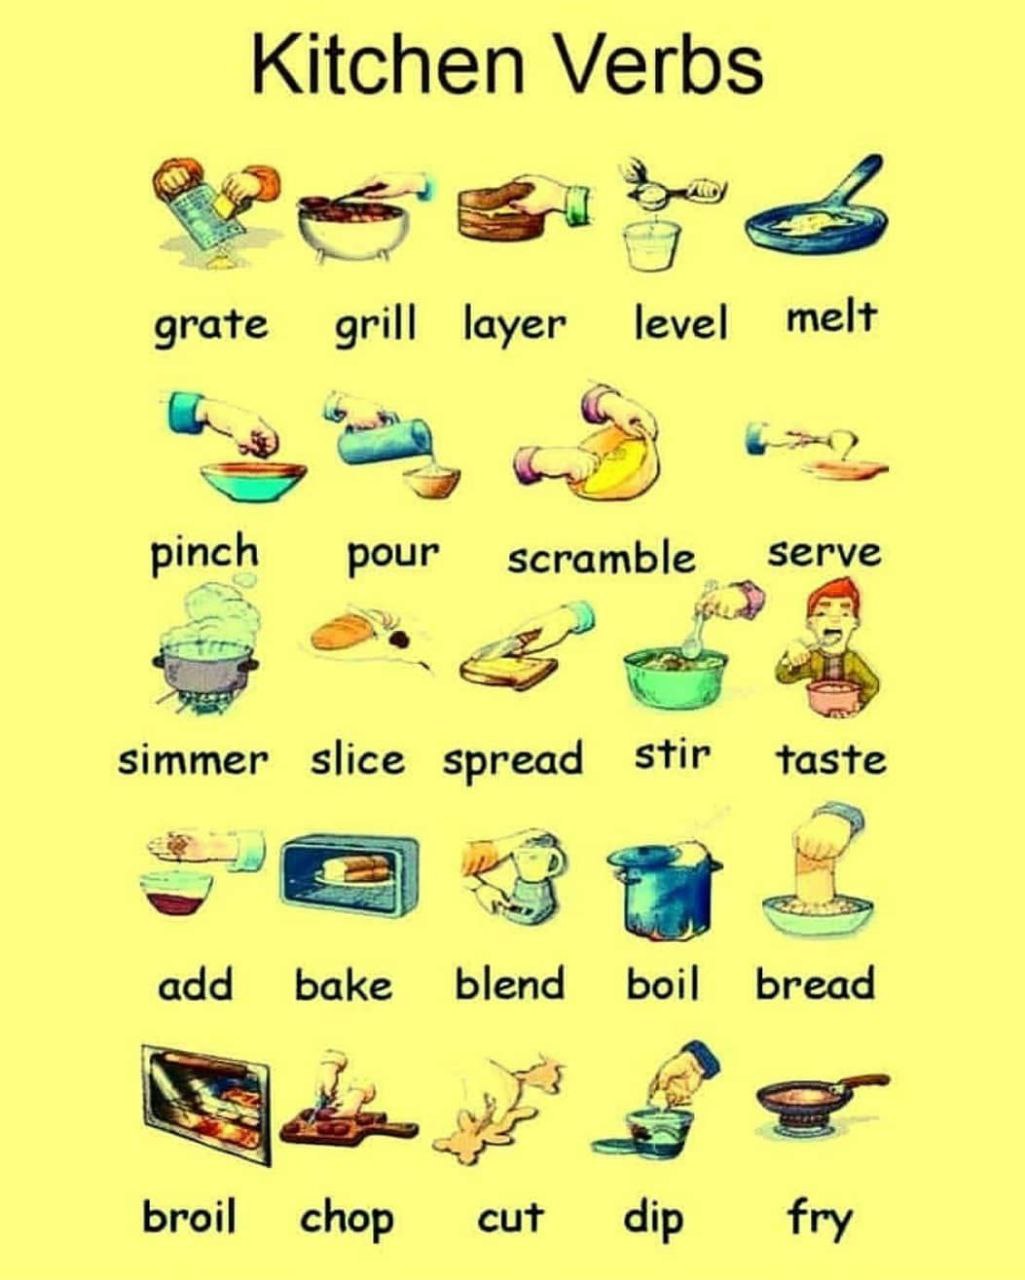 Kitchen Verbs
grate grill layer level melt
pinch pour scramble serve
simmer slice spread stir taste
add bake blend boil bread
broil chop cut dip fry